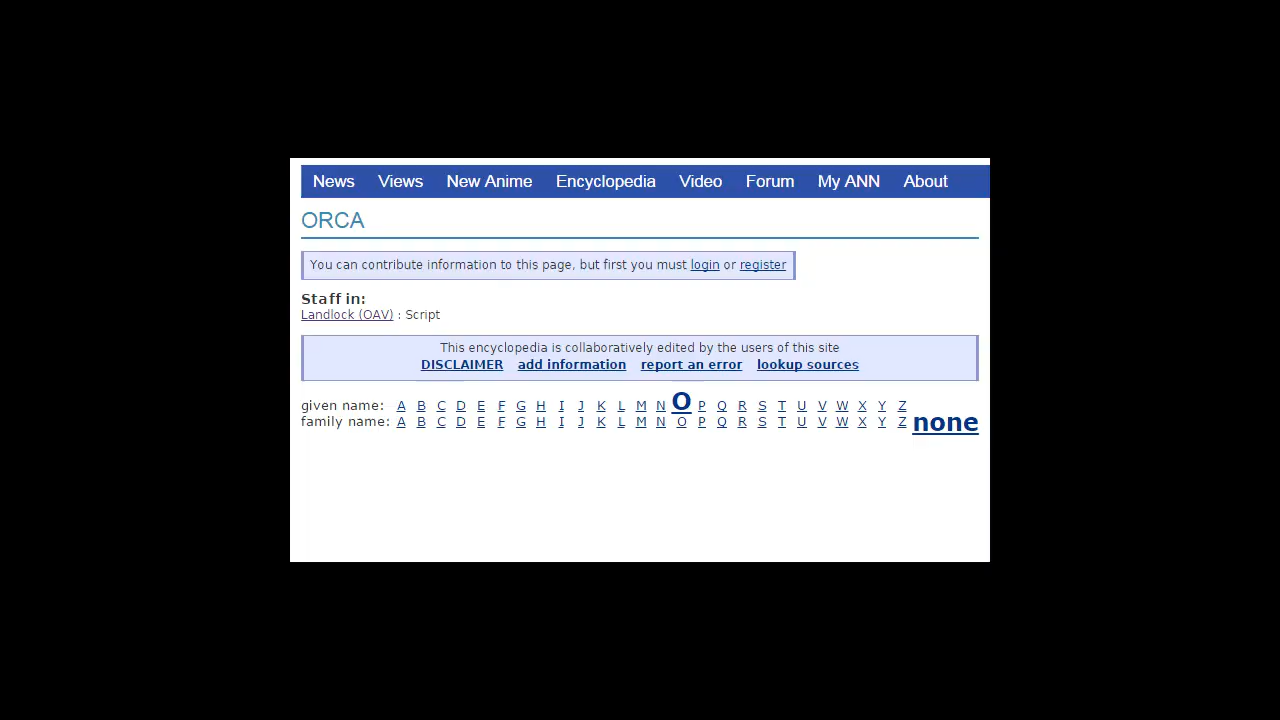 News Views New Anime Encyclopedia Video Forum My ANN About
ORCA
You can contribute information to this page, but first you must login or register
Staff in:
Landlock (OAV) : Script
This encyclopedia is collaboratively edited by the users of this site
DISCLAIMER add information report an error lookup sources
given name: A B C D E F G H I J K L M N O P Q R S T U V W X Y Z
family name: A B C D E F G H I J K L M N O P Q R S T U V W X Y Z none